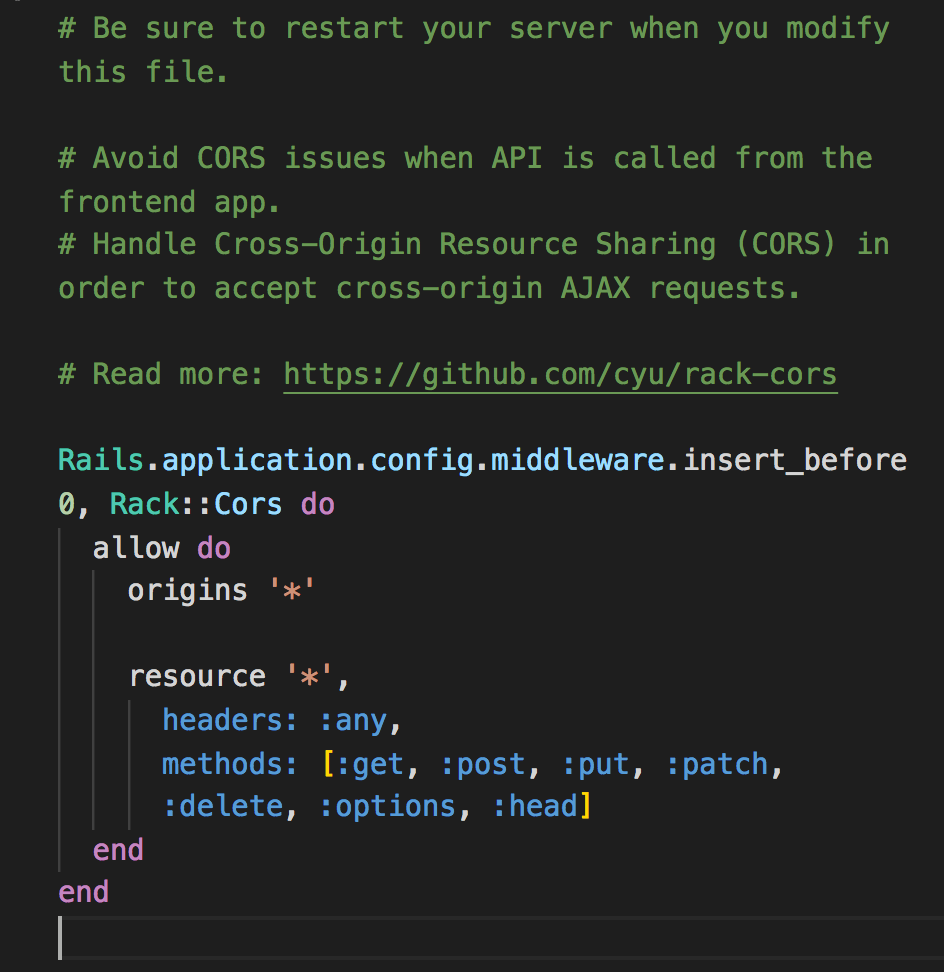 # Be sure to restart your server when you modify
this file.
# Avoid CORS issues when API is called from the
frontend app.
# Handle Cross-Origin Resource Sharing (CORS) in
order to accept cross-origin AJAX requests.
# Read more: https://github.com/cyu/rack-cors
Rails.application.config.middleware.insert_before
0, Rack::Cors do
  allow do
    origins '*'
    resource '*',
      headers: :any,
      methods: [:get, :post, :put, :patch,
      :delete, :options, :head]
  end
end